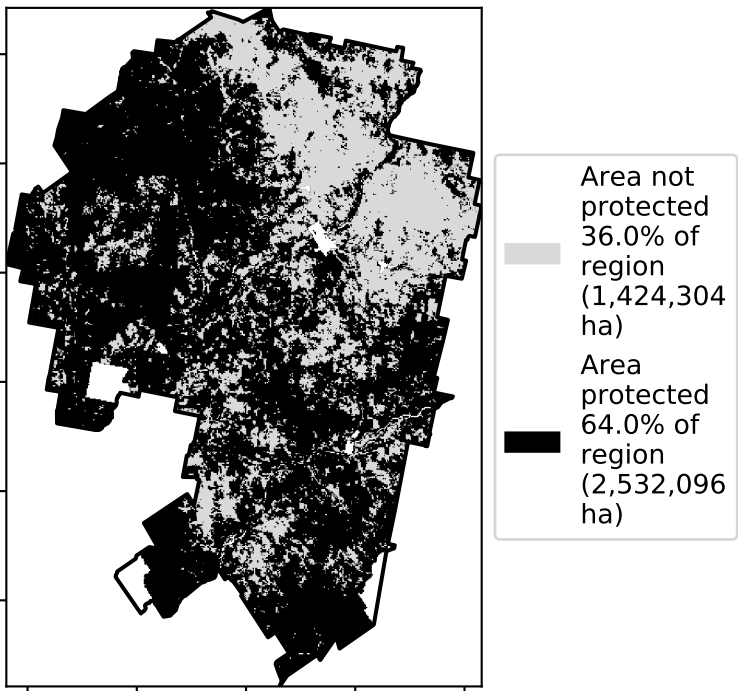 Area not
protected
36.0% of
region
(1,424,304
ha)
Area
protected
64.0% of
region
(2,532,096
ha)